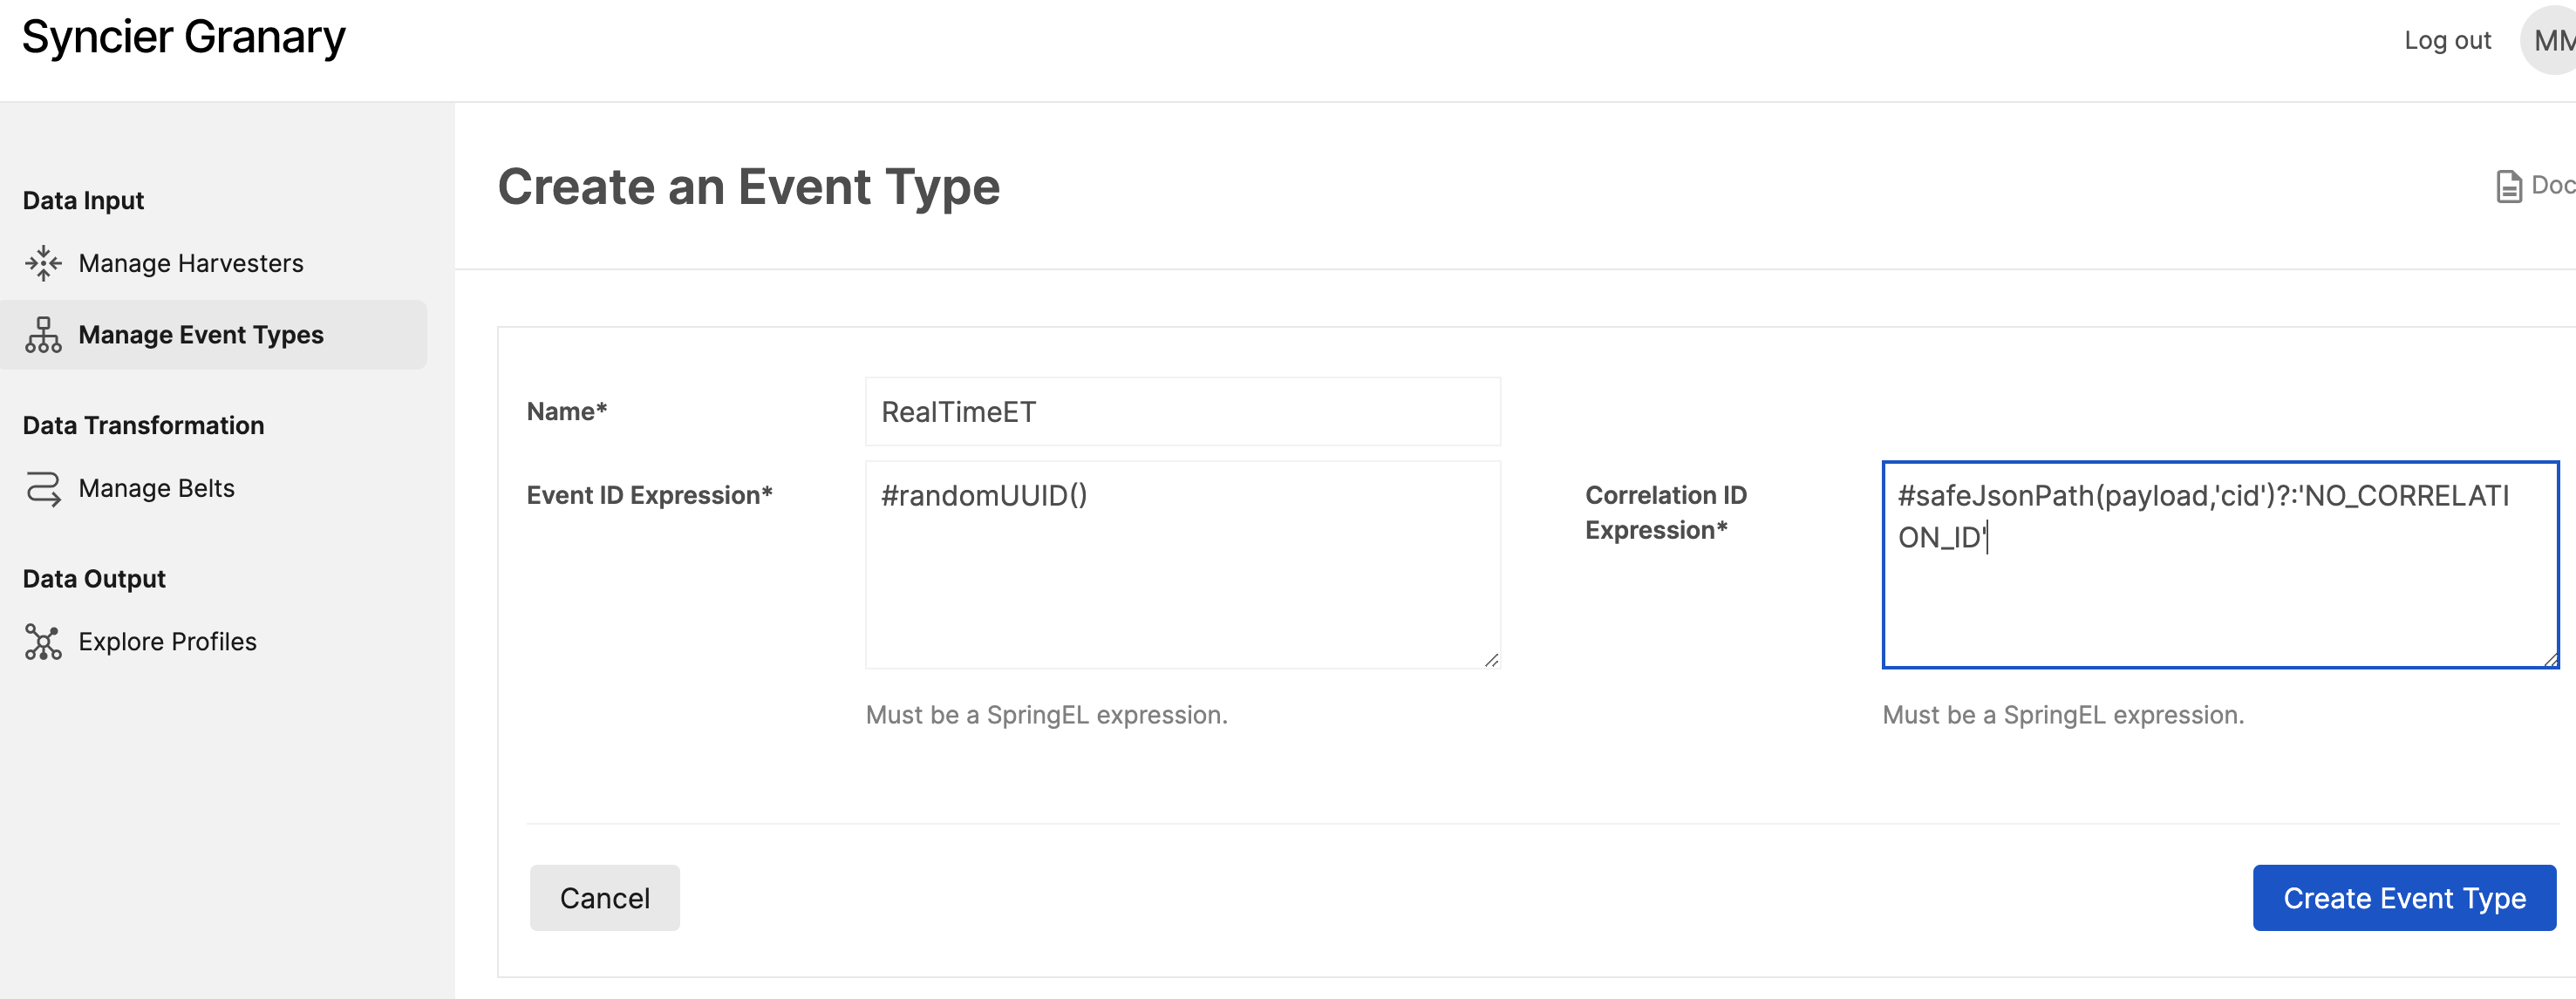 Syncier Granary
Log out
MM
Data Input
Manage Harvesters
Manage Event Types
Data Transformation
Manage Belts
Data Output
Explore Profiles
Create an Event Type
Doc
Name*
RealTimeET
Event ID Expression*
#randomUUID()
Must be a SpringEL expression.
Correlation ID
Expression*
#safeJsonPath(payload,'cid')?:'NO_CORRELATI
ON_ID'
Must be a SpringEL expression.
Cancel
Create Event Type